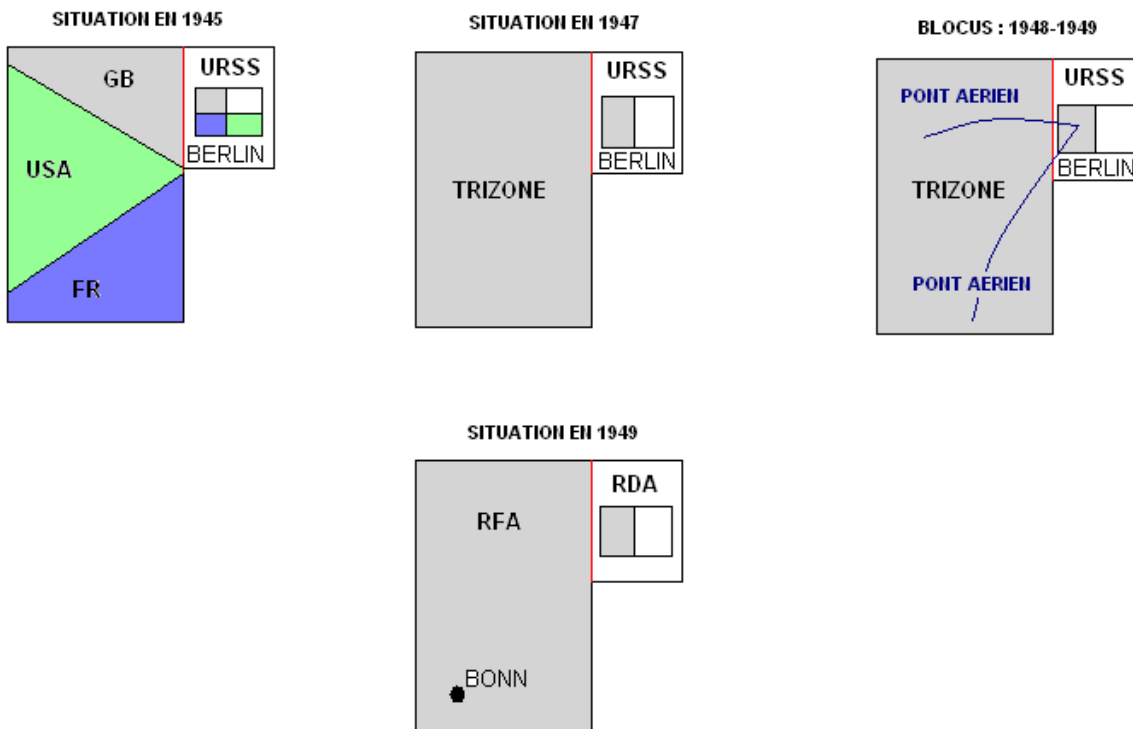 SITUATION EN 1945
GB
URSS
BERLIN
USA
FR
SITUATION EN 1947
URSS
BERLIN
TRIZONE
BLOCUS : 1948-1949
URSS
PONT AERIEN
BERLIN
TRIZONE
PONT AERIEN
SITUATION EN 1949
RDA
RFA
BONN